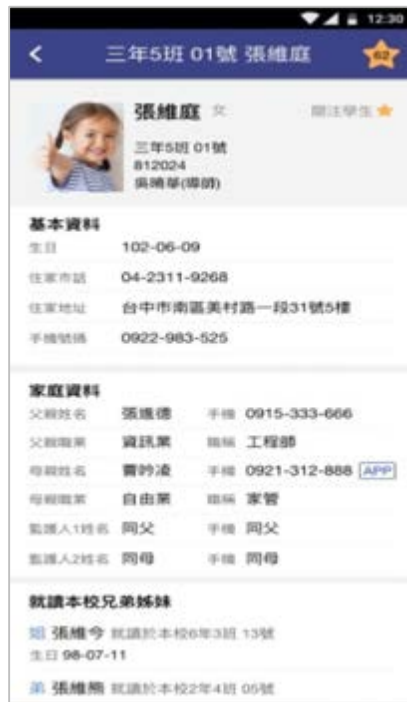 12:30
三年5班 01號 張維庭
62
張維庭 女 關注學生
三年5班 01號
812024
吳曉華(導師)
基本資料
生日 102-06-09
住家市話 04-2311-9268
住家地址 台中市南區美村路一段31號5樓
手機號碼 0922-983-525
家庭資料
父親姓名 張進德 手機 0915-333-666
父親職業 資訊業 職稱 工程師
母親姓名 曹吟凌 手機 0921-312-888 APP
母親職業 自由業 職稱 家管
監護人1姓名 同父 手機 同父
監護人2姓名 同母 手機 同母
就讀本校兄弟姊妹
姐 張維今 就讀於本校6年3班 13號
生日 98-07-11
弟 張維熊 就讀於本校2年4班 05號